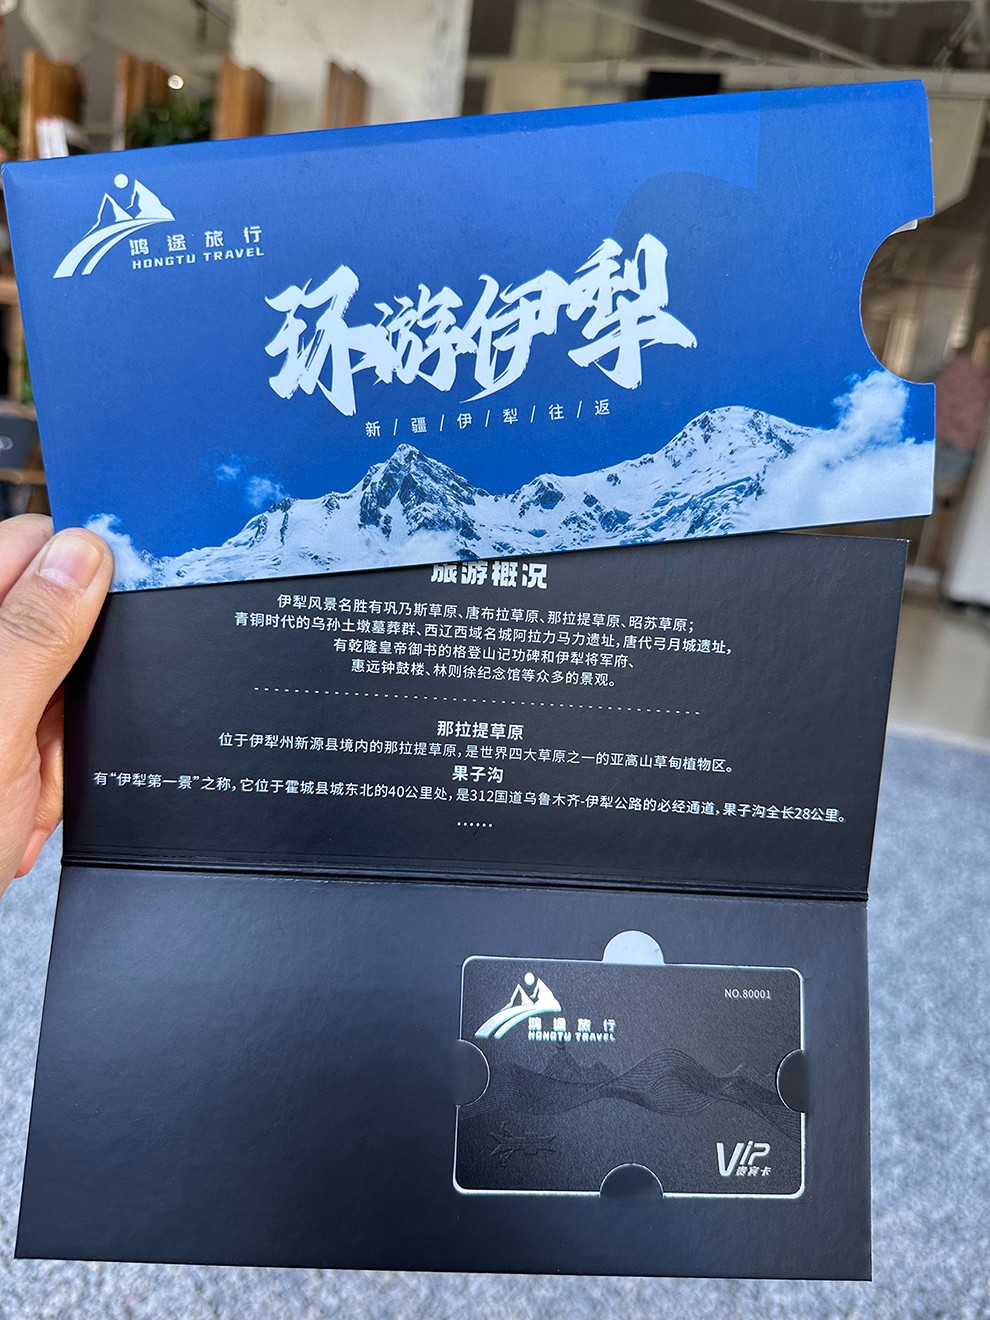 鸿途旅行
HONGTU TRAVEL
环游伊犁
新/疆/伊/犁/往/返
旅游概况
伊犁风景名胜有巩乃斯草原、唐布拉草原、那拉提草原、昭苏草原；
青铜时代的乌孙土墩墓葬群、西辽西域名城阿拉力马力遗址，唐代弓月城遗址，
有乾隆皇帝御书的格登山记功碑和伊犁将军府、
惠远钟鼓楼、林则徐纪念馆等众多的景观。
那拉提草原
位于伊犁州新源县境内的那拉提草原，是世界四大草原之一的亚高山草甸植物区。
果子沟
有“伊犁第一景”之称，它位于霍城县城东北的40公里处，是312国道乌鲁木齐-伊犁公路的必经通道，果子沟全长28公里。
......
鸿途旅行
HONGTU TRAVEL
NO.80001
VIP
贵宾卡